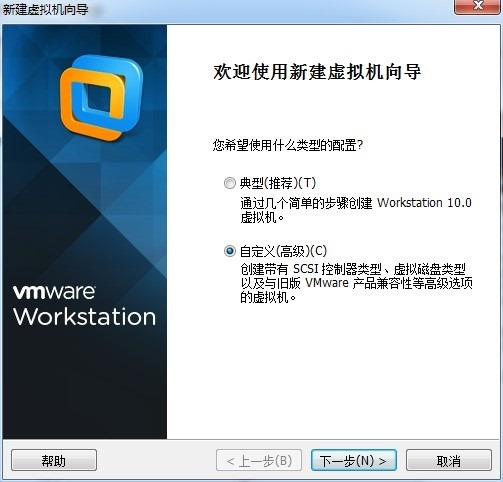 新建虚拟机向导
欢迎使用新建虚拟机向导
您希望使用什么类型的配置?
典型(推荐)(T)
通过几个简单的步骤创建 Workstation 10.0
虚拟机。
自定义(高级)(C)
创建带有 SCSI 控制器类型、虚拟磁盘类型
以及与旧版 VMware 产品兼容性等高级选项
的虚拟机。
vmware
Workstation
帮助
< 上一步(B)
下一步(N) >
取消